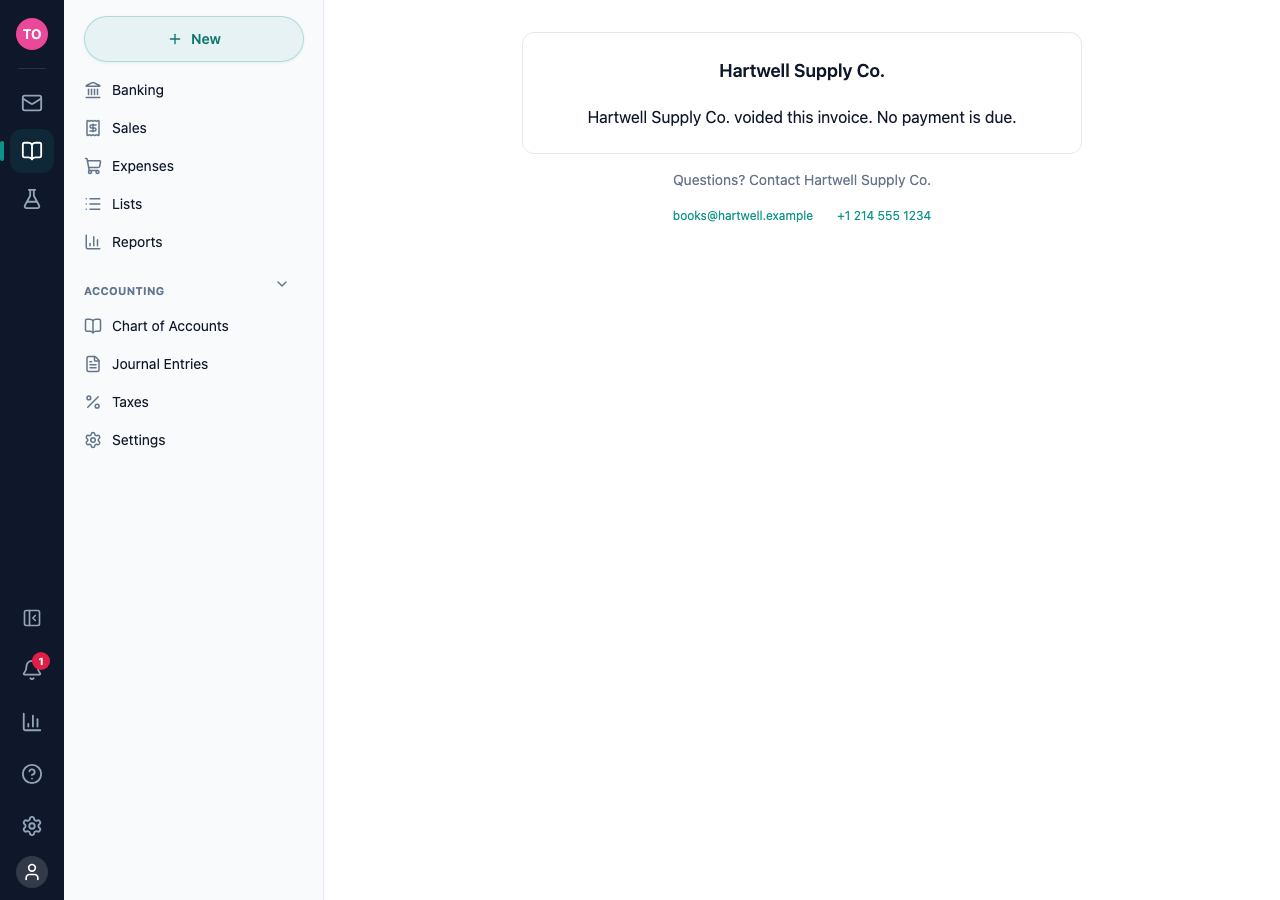 TO
New
Banking
Sales
Expenses
Lists
Reports
ACCOUNTING
Chart of Accounts
Journal Entries
Taxes
Settings
1
Hartwell Supply Co.
Hartwell Supply Co. voided this invoice. No payment is due.
Questions? Contact Hartwell Supply Co.
books@hartwell.example +1 214 555 1234